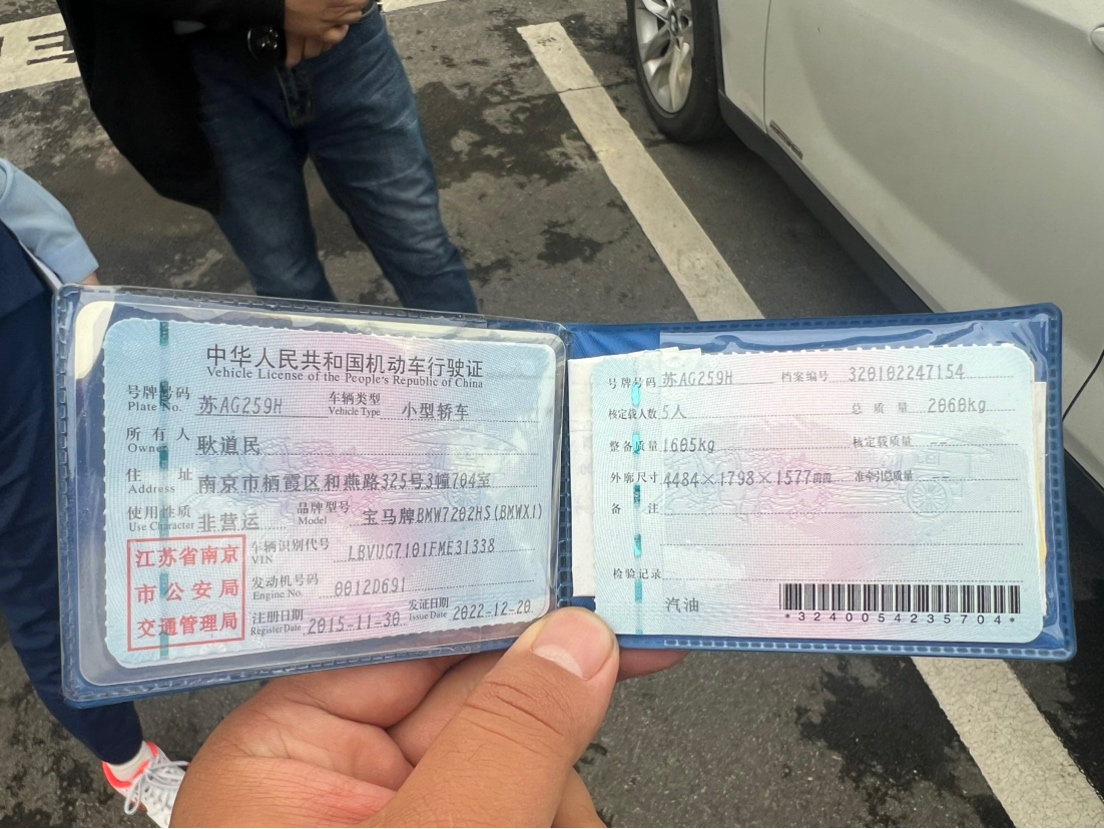 中华人民共和国机动车行驶证
Vehicle License of the People's Republic of China
号牌号码 苏AG259H 车辆类型 小型轿车
Plate No. Vehicle Type
所有人 耿道民
Owner
住址 南京市栖霞区和燕路325号3幢704室
Address
使用性质 非营运 品牌型号 宝马牌BMW7202HS(BMWX1)
Use Character Model
江苏省南京
市公安局
交通管理局
车辆识别代号 LBVUG7101FME31338
VIN
发动机号码 0012D691
Engine No.
注册日期 2015-11-30 发证日期 2022-12-20
Register Date Issue Date
号牌号码 苏AG259H 档案编号 320102247154
核定载人数 5人 总质量 2060kg
整备质量 1605kg 核定载质量 --
外廓尺寸 4484×1798×1577mm 准牵引总质量 --
备注
检验记录
汽油
*3240054235704*